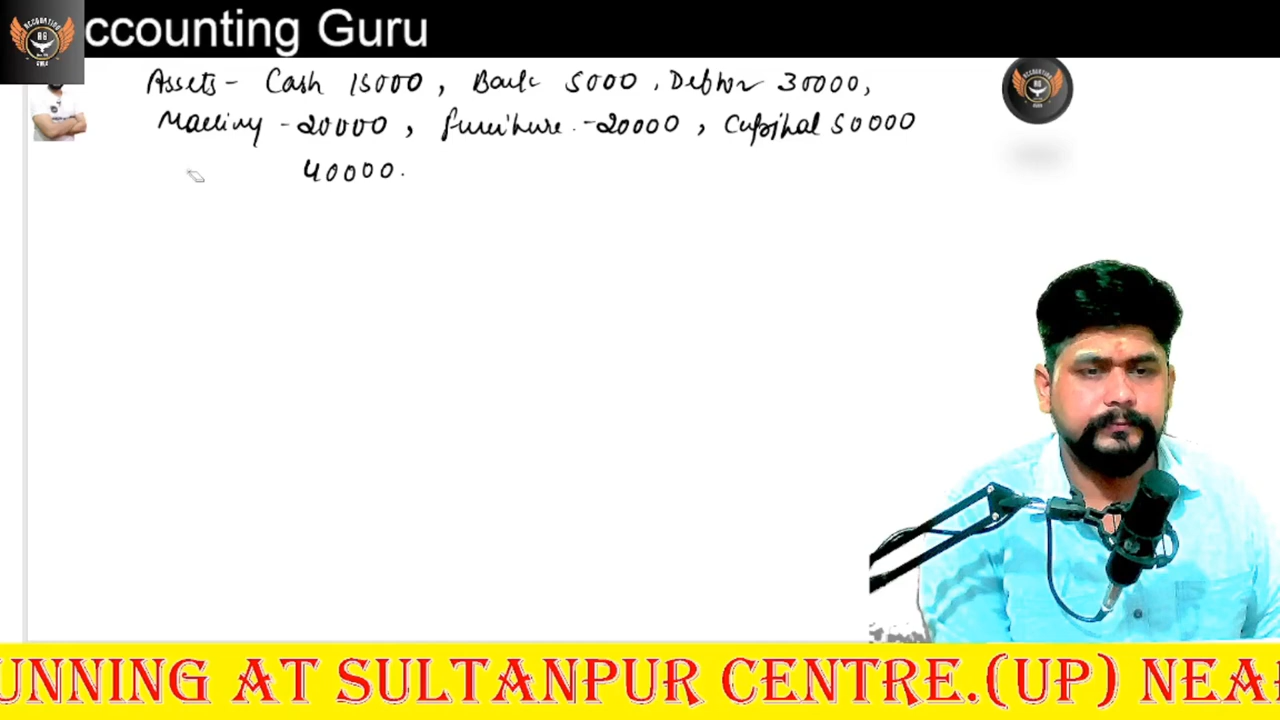 ccounting Guru
Assets - Cash 15000, Bank 5000, Debtor 30000,
Machinry - 20000, furniture. - 20000, Capital 50000
40000.
UNNING AT SULTANPUR CENTRE.(UP) NEA